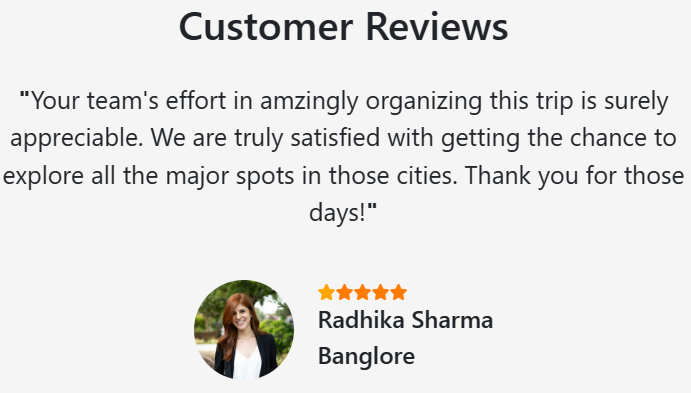 Customer Reviews
"Your team's effort in amzingly organizing this trip is surely
appreciable. We are truly satisfied with getting the chance to
explore all the major spots in those cities. Thank you for those
days!"
Radhika Sharma
Banglore